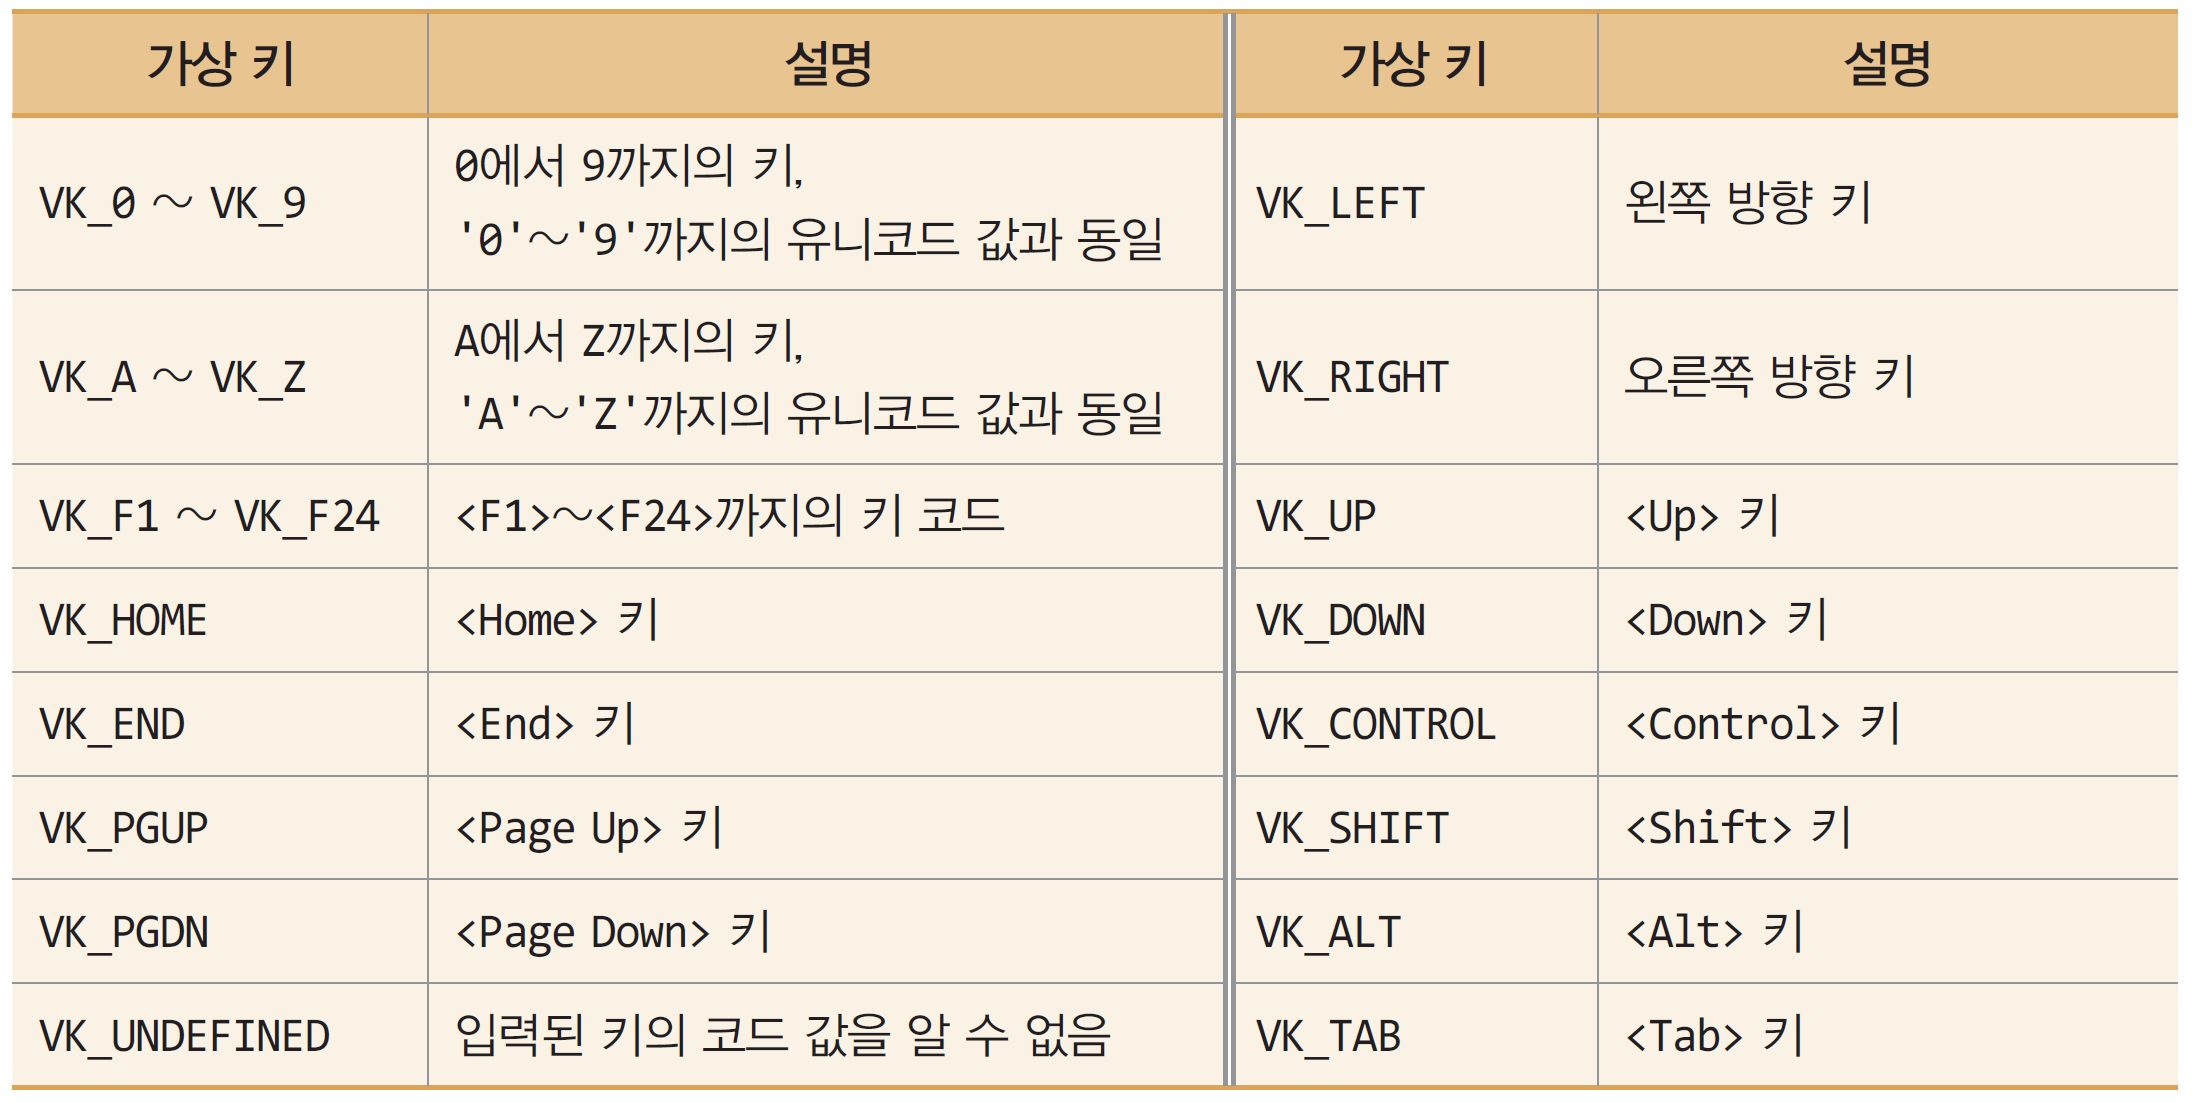 가상 키 설명 가상 키 설명
VK_0 ~ VK_9 0에서 9까지의 키, VK_LEFT 왼쪽 방향 키
'0'~'9'까지의 유니코드 값과 동일
VK_A ~ VK_Z A에서 Z까지의 키, VK_RIGHT 오른쪽 방향 키
'A'~'Z'까지의 유니코드 값과 동일
VK_F1 ~ VK_F24 <F1>~<F24>까지의 키 코드 VK_UP <Up> 키
VK_HOME <Home> 키 VK_DOWN <Down> 키
VK_END <End> 키 VK_CONTROL <Control> 키
VK_PGUP <Page Up> 키 VK_SHIFT <Shift> 키
VK_PGDN <Page Down> 키 VK_ALT <Alt> 키
VK_UNDEFINED 입력된 키의 코드 값을 알 수 없음 VK_TAB <Tab> 키